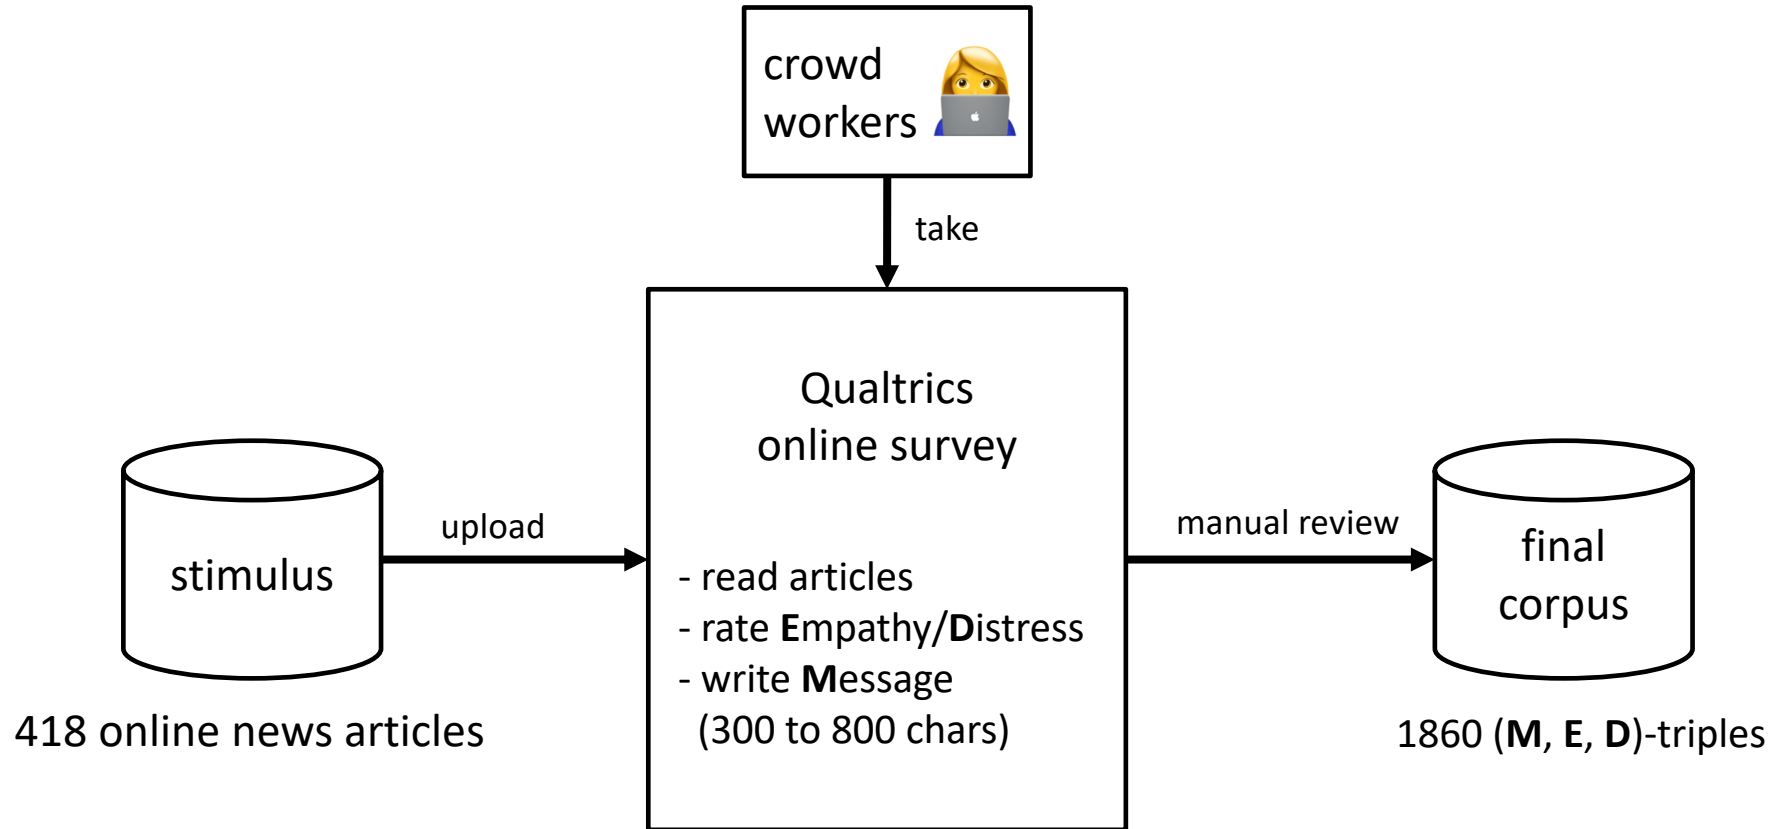 crowd
workers
take
Qualtrics
online survey
- read articles
- rate Empathy/Distress
- write Message
(300 to 800 chars)
upload
stimulus
418 online news articles
manual review
final
corpus
1860 (M, E, D)-triples